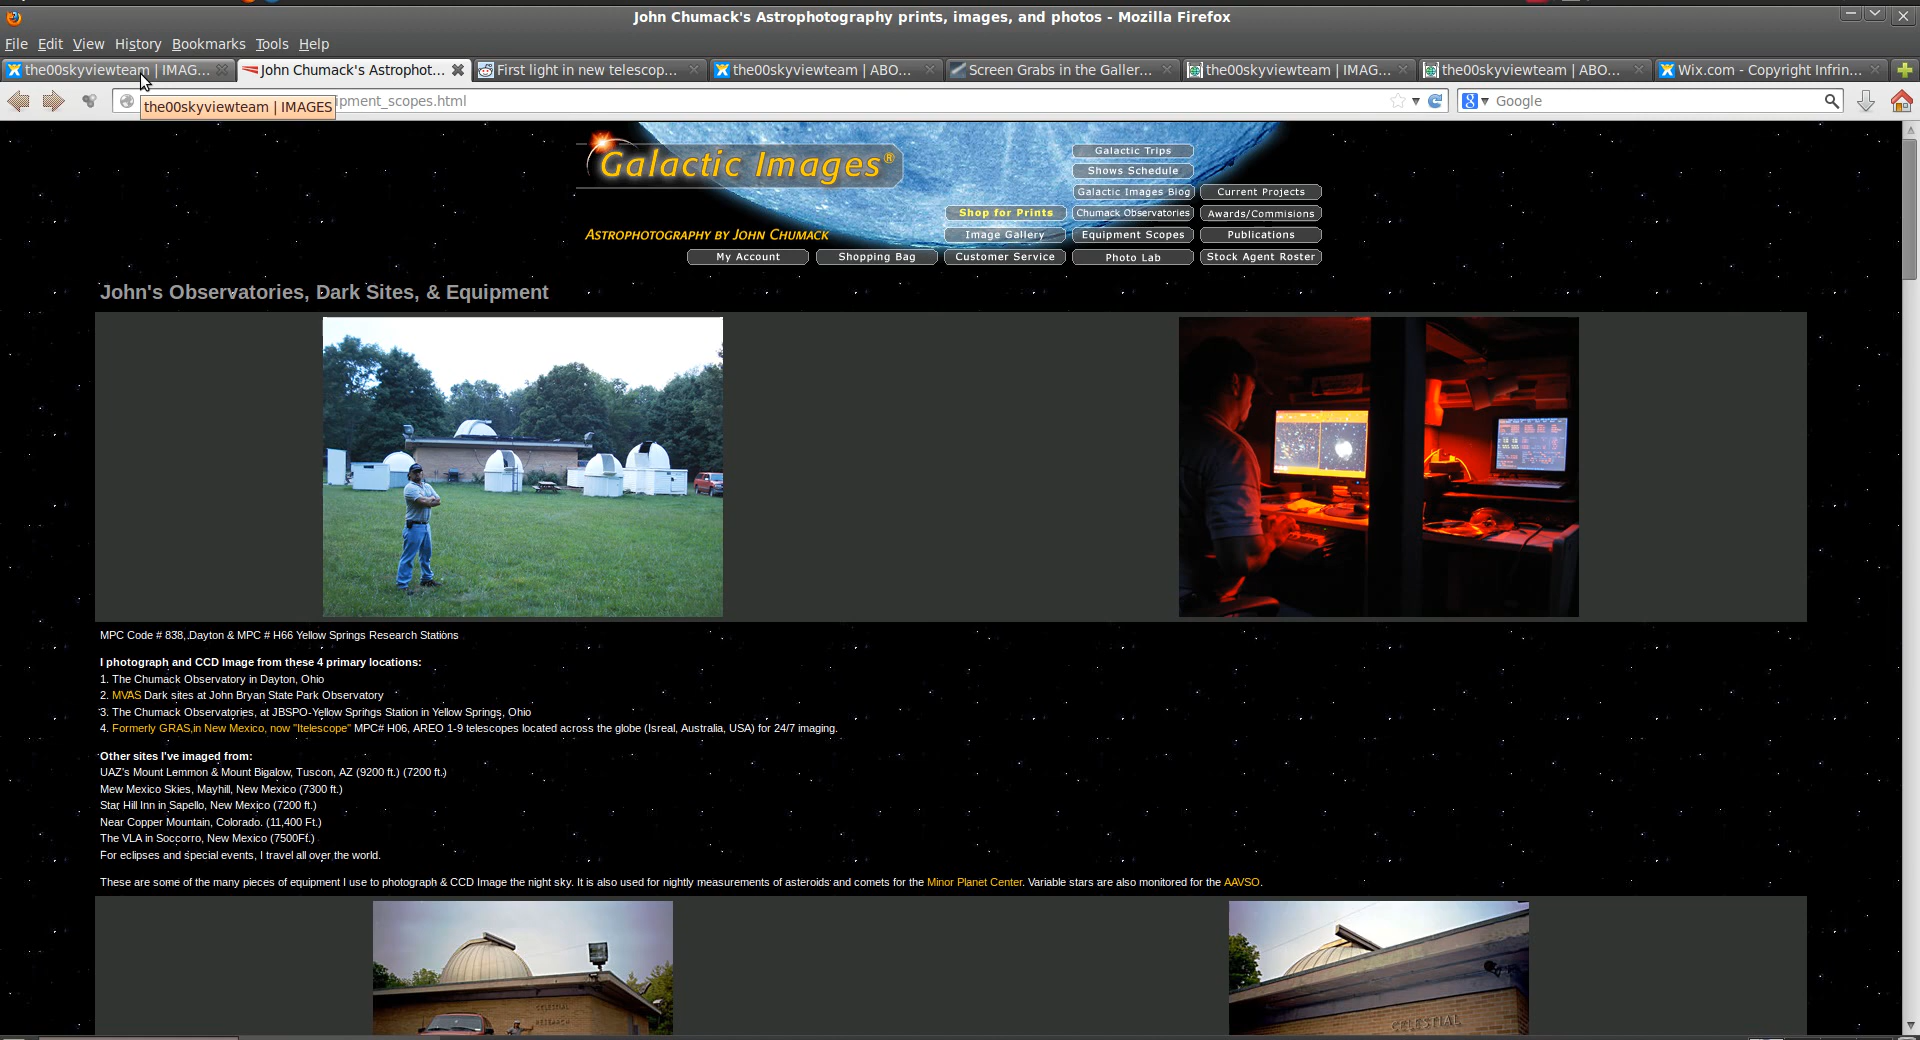 John Chumack's Astrophotography prints, images, and photos - Mozilla Firefox
File Edit View History Bookmarks Tools Help
the00skyviewteam | IMAG... John Chumack's Astrophot... First light in new telescop... the00skyviewteam | ABO... Screen Grabs in the Galler... the00skyviewteam | IMAG... the00skyviewteam | ABO... Wix.com - Copyright Infrin...
the00skyviewteam | IMAGES ipment_scopes.html Google
Galactic Images®
ASTROPHOTOGRAPHY BY JOHN CHUMACK
Galactic Trips
Shows Schedule
Galactic Images Blog Current Projects
Shop for Prints Chumack Observatories Awards/Commisions
Image Gallery Equipment Scopes Publications
My Account Shopping Bag Customer Service Photo Lab Stock Agent Roster
John's Observatories, Dark Sites, & Equipment
MPC Code # 838, Dayton & MPC # H66 Yellow Springs Research Stations
I photograph and CCD Image from these 4 primary locations:
1. The Chumack Observatory in Dayton, Ohio
2. MVAS Dark sites at John Bryan State Park Observatory
3. The Chumack Observatories, at JBSPO-Yellow Springs Station in Yellow Springs, Ohio
4. Formerly GRAS,in New Mexico, now "Itelescope" MPC# H06, AREO 1-9 telescopes located across the globe (Isreal, Australia, USA) for 24/7 imaging.
Other sites I've imaged from:
UAZ's Mount Lemmon & Mount Bigalow, Tuscon, AZ (9200 ft.) (7200 ft.)
Mew Mexico Skies, Mayhill, New Mexico (7300 ft.)
Star Hill Inn in Sapello, New Mexico (7200 ft.)
Near Copper Mountain, Colorado. (11,400 Ft.)
The VLA in Soccorro, New Mexico (7500Ft.)
For eclipses and special events, I travel all over the world.
These are some of the many pieces of equipment I use to photograph & CCD Image the night sky. It is also used for nightly measurements of asteroids and comets for the Minor Planet Center. Variable stars are also monitored for the AAVSO.
CELESTIAL
RESEARCH
CELESTIAL